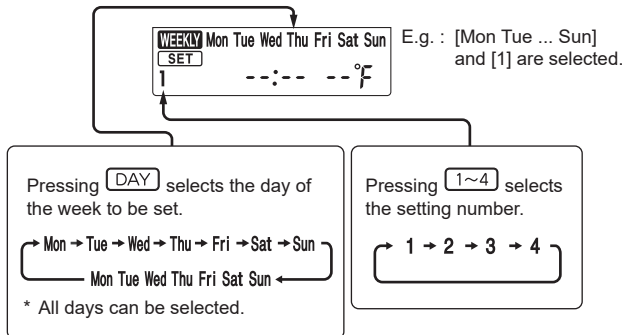 WEEKLY Mon Tue Wed Thu Fri Sat Sun
SET
1 --:-- --°F
E.g. : [Mon Tue ... Sun]
and [1] are selected.
Pressing DAY selects the day of
the week to be set.
Mon → Tue → Wed → Thu → Fri → Sat → Sun
Mon Tue Wed Thu Fri Sat Sun ←
* All days can be selected.
Pressing 1~4 selects
the setting number.
→ 1 → 2 → 3 → 4